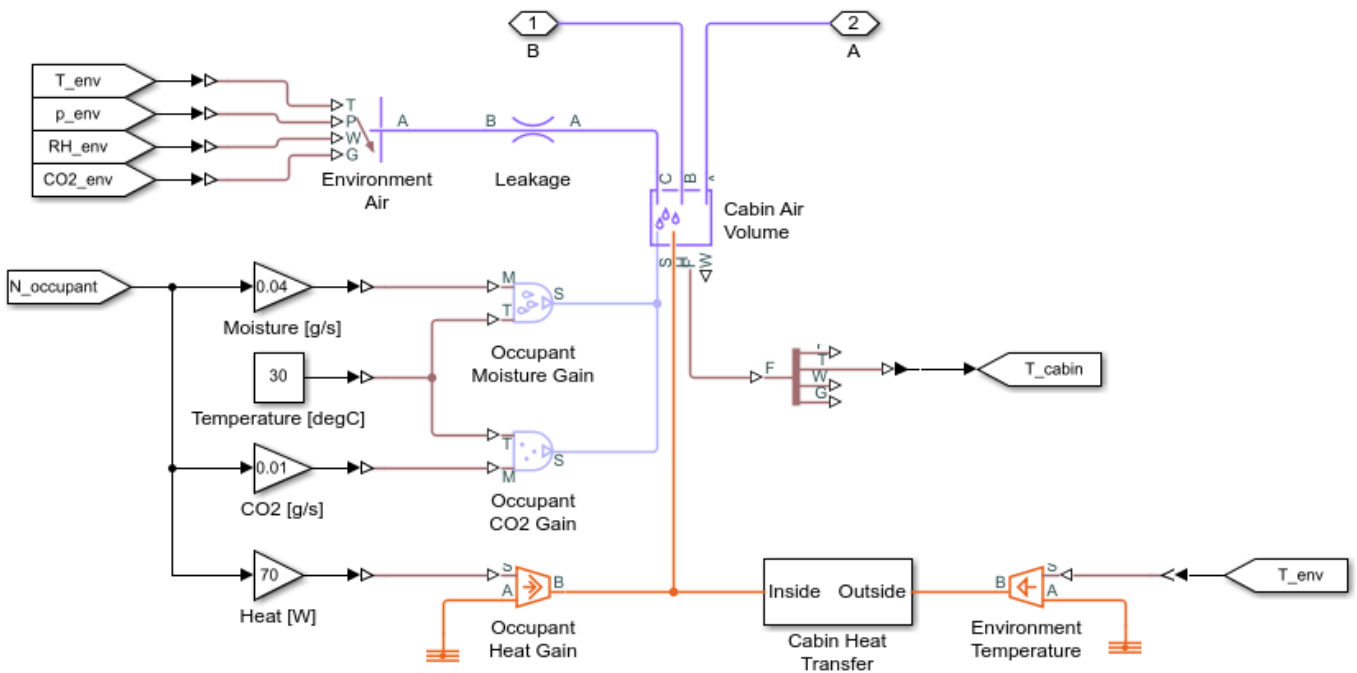 1
B
2
A
T_env
p_env
RH_env
CO2_env
T
P
W
G
A
B
A
Environment
Air
Leakage
C
B
Cabin Air
Volume
S
H
W
N_occupant
0.04
Moisture [g/s]
M
T
S
Occupant
Moisture Gain
30
Temperature [degC]
0.01
CO2 [g/s]
T
M
S
Occupant
CO2 Gain
F
T
W
G
T_cabin
70
Heat [W]
S
A
B
Occupant
Heat Gain
Inside Outside
Cabin Heat
Transfer
B
S
A
Environment
Temperature
T_env